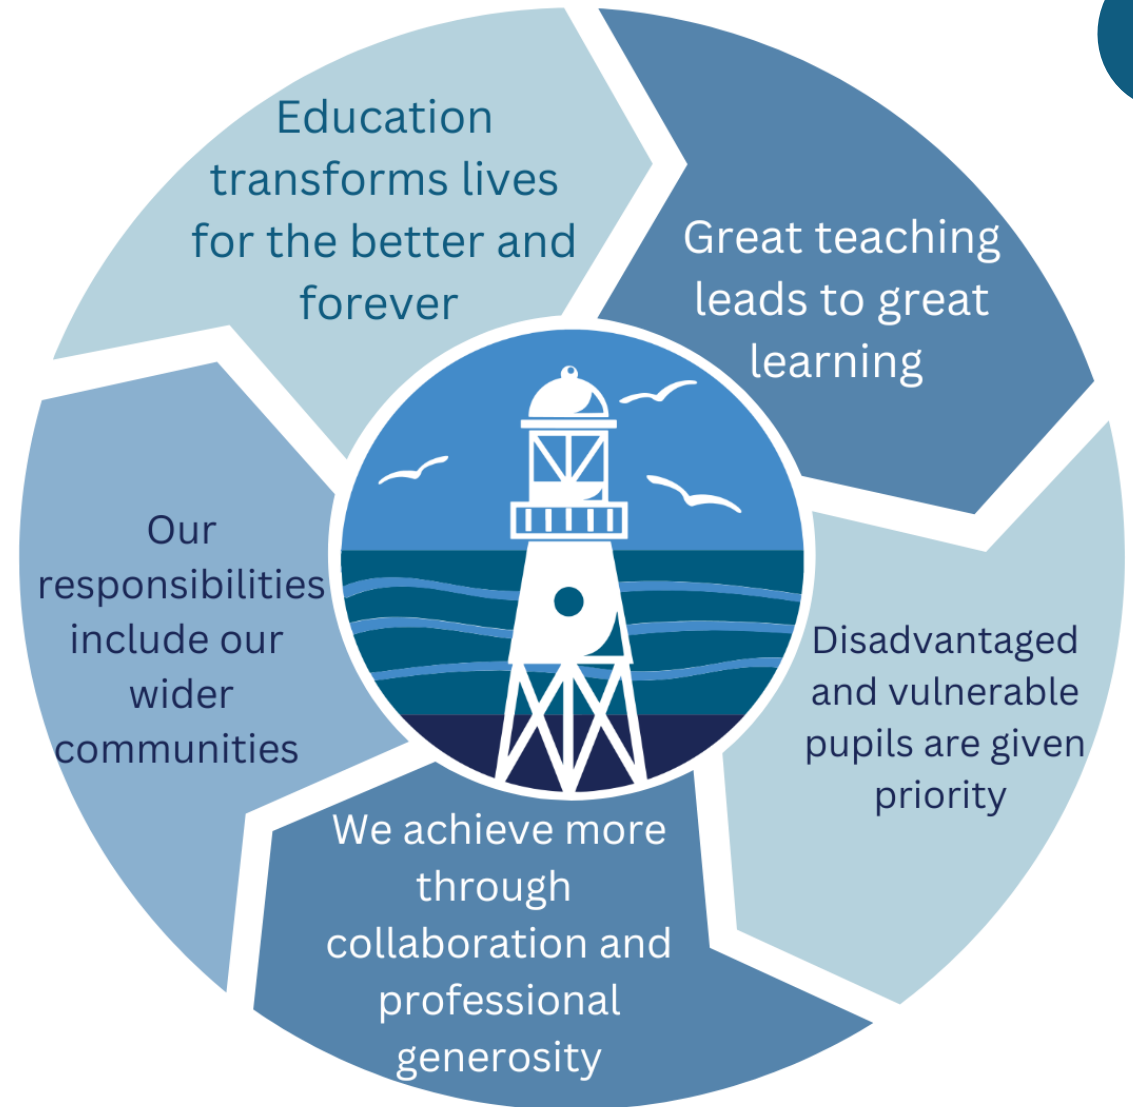 Education
transforms lives
for the better and
forever
Great teaching
leads to great
learning
Disadvantaged
and vulnerable
pupils are given
priority
We achieve more
through
collaboration and
professional
generosity
Our
responsibilities
include our
wider
communities